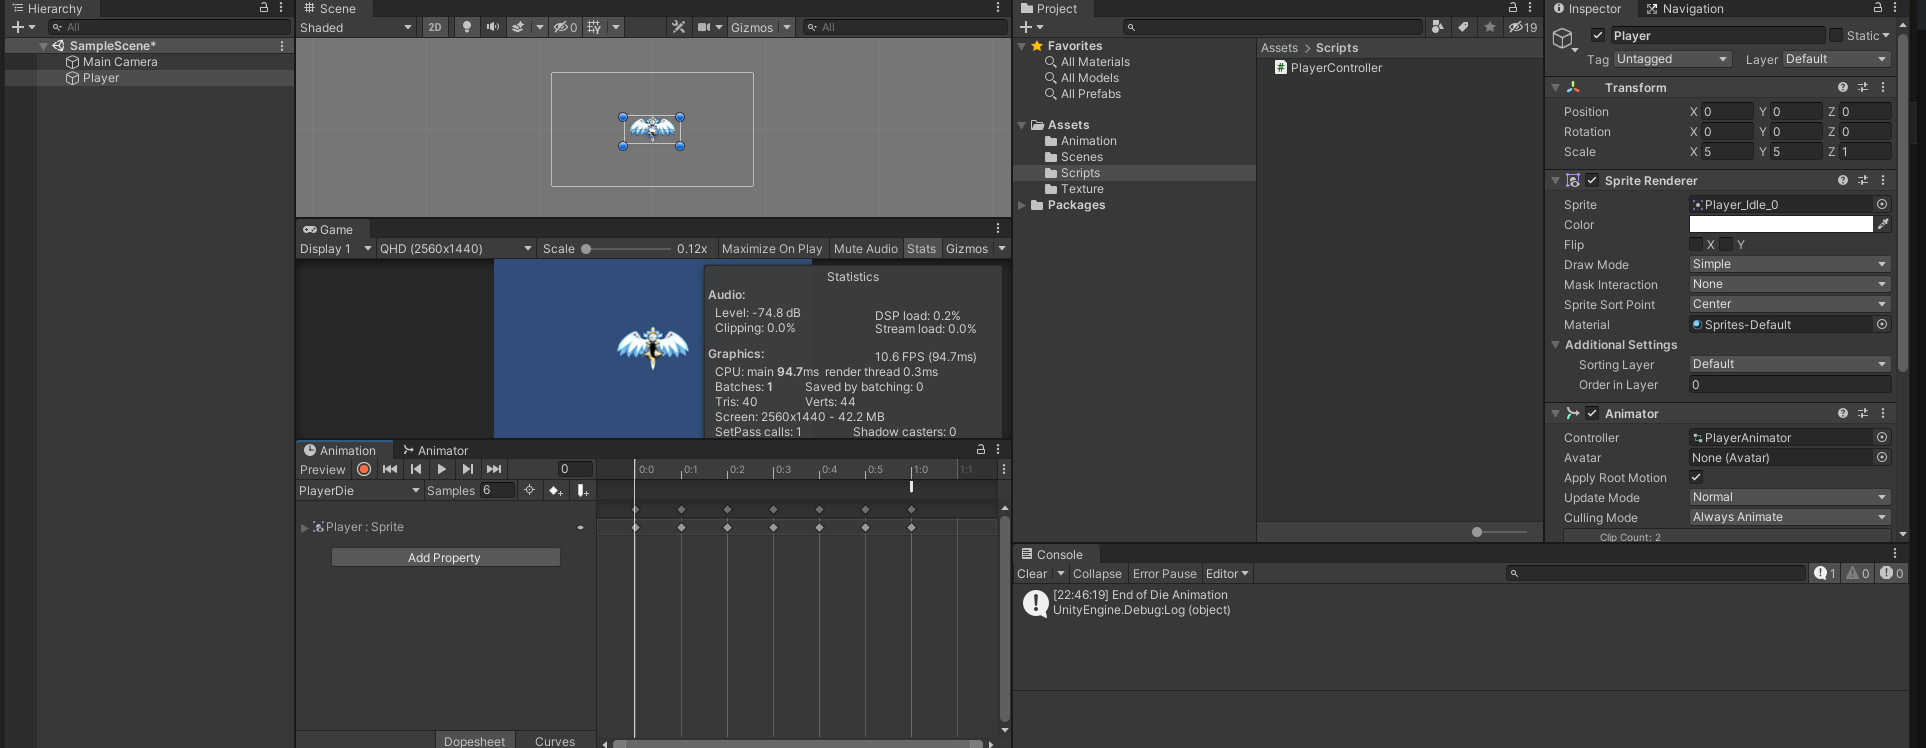 Hierarchy
All
SampleScene*
Main Camera
Player
Scene
Shaded
2D
0
Gizmos
All
Game
Display 1
QHD (2560x1440)
Scale
0.12x
Maximize On Play
Mute Audio
Stats
Gizmos
Statistics
Audio:
Level: -74.8 dB
DSP load: 0.2%
Clipping: 0.0%
Stream load: 0.0%
Graphics:
10.6 FPS (94.7ms)
CPU: main 94.7ms render thread 0.3ms
Batches: 1 Saved by batching: 0
Tris: 40 Verts: 44
Screen: 2560x1440 - 42.2 MB
SetPass calls: 1 Shadow casters: 0
Animation
Animator
Preview
0
0:0 0:1 0:2 0:3 0:4 0:5 1:0 1:1
PlayerDie
Samples 6
Player : Sprite
Add Property
Dopesheet
Curves
Project
19
Favorites
All Materials
All Models
All Prefabs
Assets
Animation
Scenes
Scripts
Texture
Packages
Assets > Scripts
# PlayerController
Console
Clear
Collapse
Error Pause
Editor
1
0
0
[22:46:19] End of Die Animation
UnityEngine.Debug:Log (object)
Inspector
Navigation
Player
Static
Tag Untagged
Layer Default
Transform
Position X 0 Y 0 Z 0
Rotation X 0 Y 0 Z 0
Scale X 5 Y 5 Z 1
Sprite Renderer
Sprite Player_Idle_0
Color
Flip X Y
Draw Mode Simple
Mask Interaction None
Sprite Sort Point Center
Material Sprites-Default
Additional Settings
Sorting Layer Default
Order in Layer 0
Animator
Controller PlayerAnimator
Avatar None (Avatar)
Apply Root Motion
Update Mode Normal
Culling Mode Always Animate
Clip Count: 2